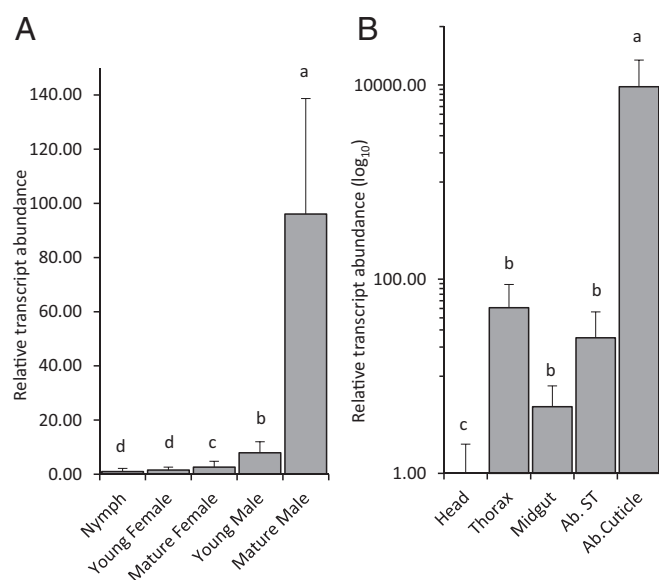 A
Relative transcript abundance
140.00
120.00
100.00
80.00
60.00
40.00
20.00
0.00
d
d
c
b
a
Nymph
Young Female
Mature Female
Young Male
Mature Male
B
Relative transcript abundance (log10)
10000.00
100.00
1.00
c
b
b
b
a
Head
Thorax
Midgut
Ab. ST
Ab.Cuticle